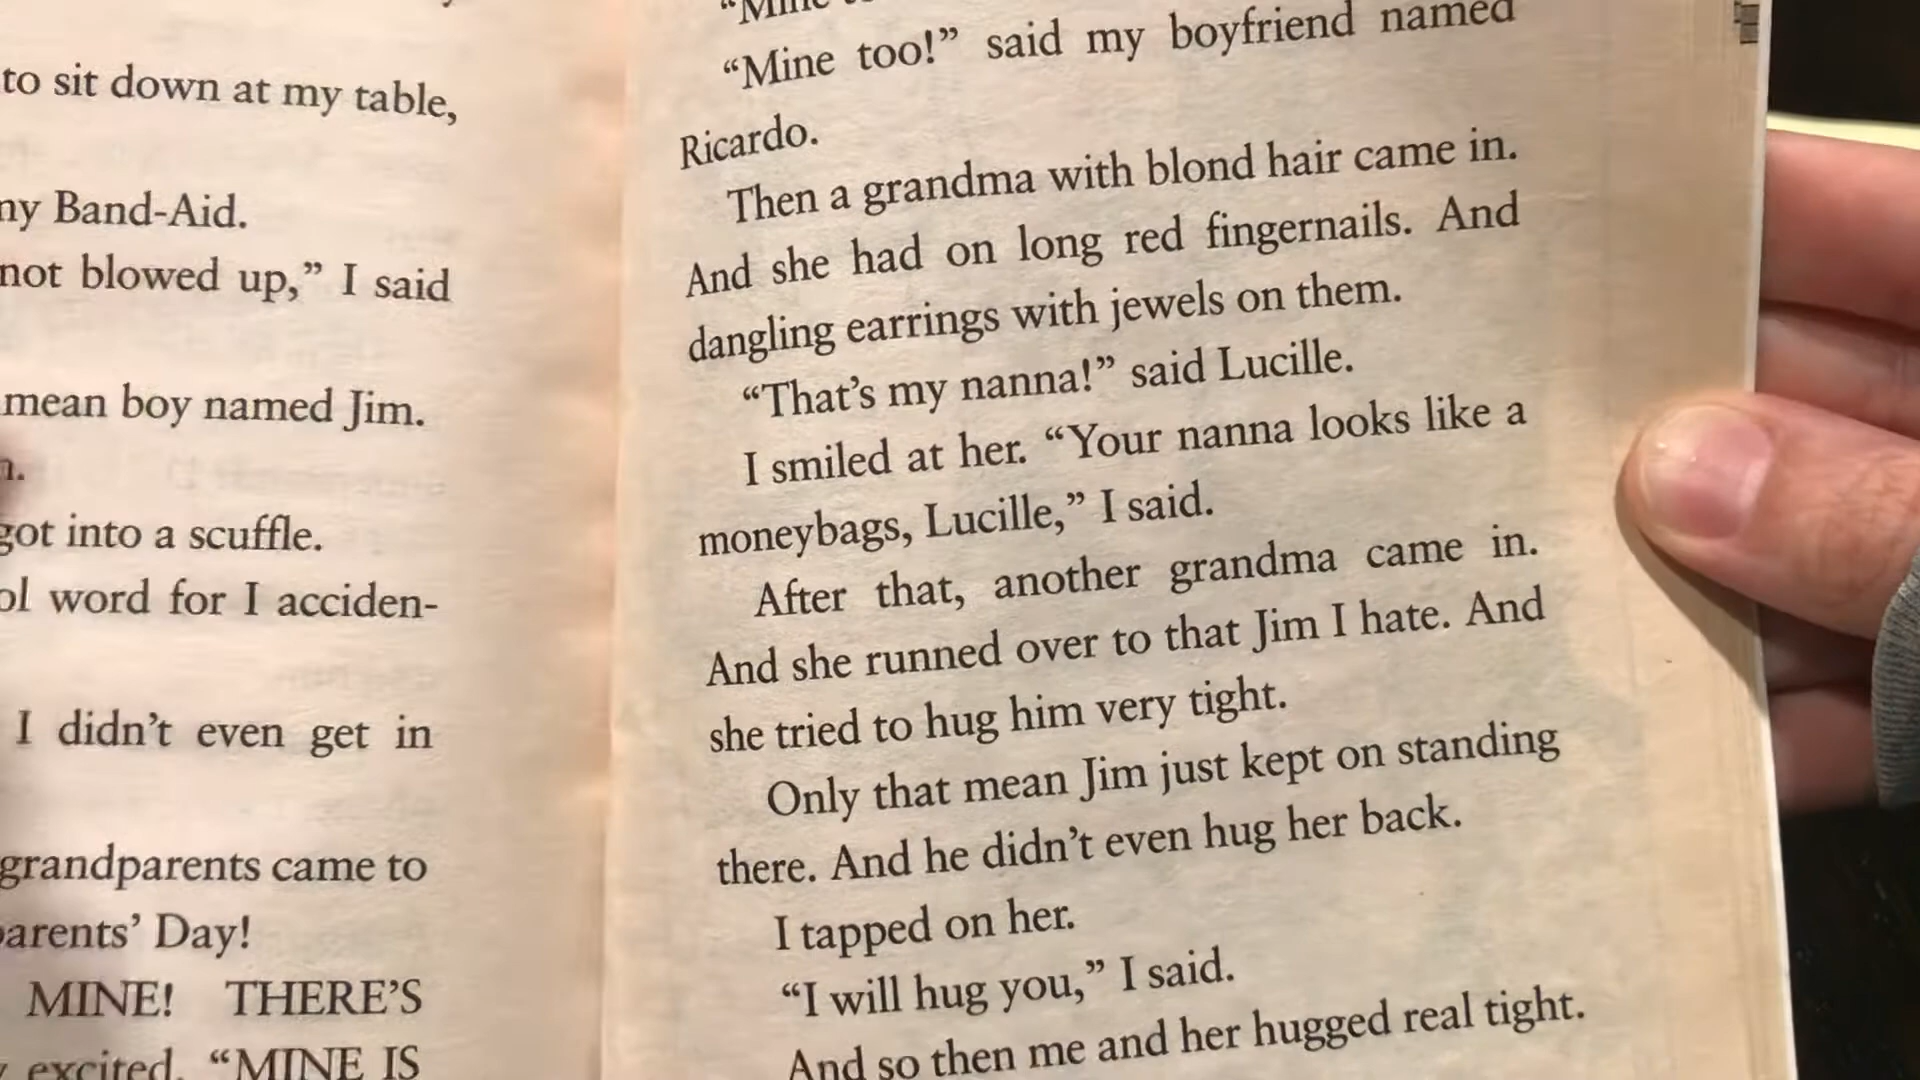 to sit down at my table,
my Band-Aid.
not blowed up,” I said
mean boy named Jim.
got into a scuffle.
word for I acciden-
I didn’t even get in
grandparents came to
Day!
MINE! THERE’S
excited. “MINE IS
“Mine
“Mine too!” said my boyfriend named
Ricardo.
Then a grandma with blond hair came in.
And she had on long red fingernails. And
dangling earrings with jewels on them.
“That’s my nanna!” said Lucille.
I smiled at her. “Your nanna looks like a
moneybags, Lucille,” I said.
After that, another grandma came in.
And she runned over to that Jim I hate. And
she tried to hug him very tight.
Only that mean Jim just kept on standing
there. And he didn’t even hug her back.
I tapped on her.
“I will hug you,” I said.
And so then me and her hugged real tight.